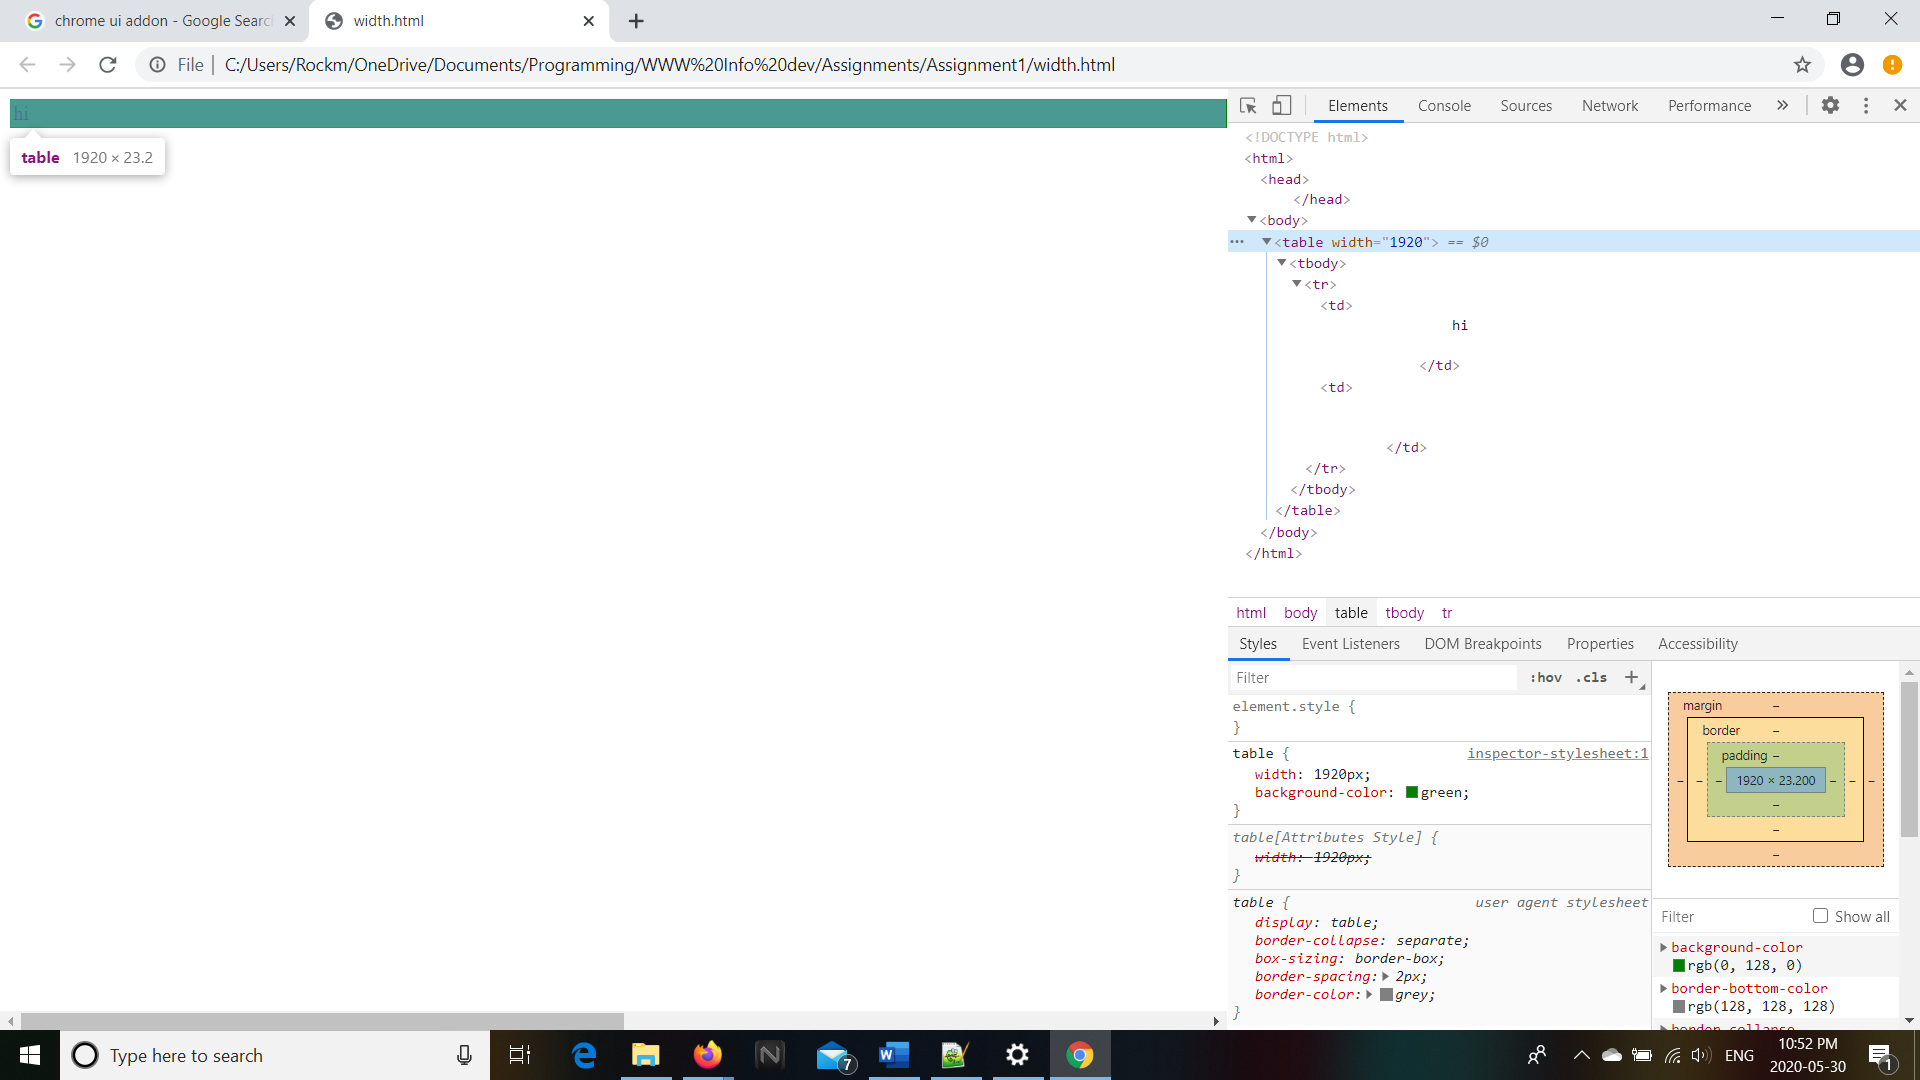 chrome ui addon - Google Searc
width.html
File
C:/Users/Rockm/OneDrive/Documents/Programming/WWW%20Info%20dev/Assignments/Assignment1/width.html
hi
table 1920 × 23.2
Elements Console Sources Network Performance »
<!DOCTYPE html>
<html>
<head>
</head>
<body>
<table width="1920"> == $0
<tbody>
<tr>
<td>
hi
</td>
<td>
</td>
</tr>
</tbody>
</table>
</body>
</html>
html body table tbody tr
Styles Event Listeners DOM Breakpoints Properties Accessibility
Filter :hov .cls +
element.style {
}
table { inspector-stylesheet:1
width: 1920px;
background-color: green;
}
table[Attributes Style] {
width: 1920px;
}
table { user agent stylesheet
display: table;
border-collapse: separate;
box-sizing: border-box;
border-spacing: 2px;
border-color: grey;
}
margin –
border –
padding –
– – – 1920 × 23.200 – – –
–
–
–
Filter Show all
background-color
rgb(0, 128, 0)
border-bottom-color
rgb(128, 128, 128)
border-collapse
Type here to search
7
ENG
10:52 PM
2020-05-30
1